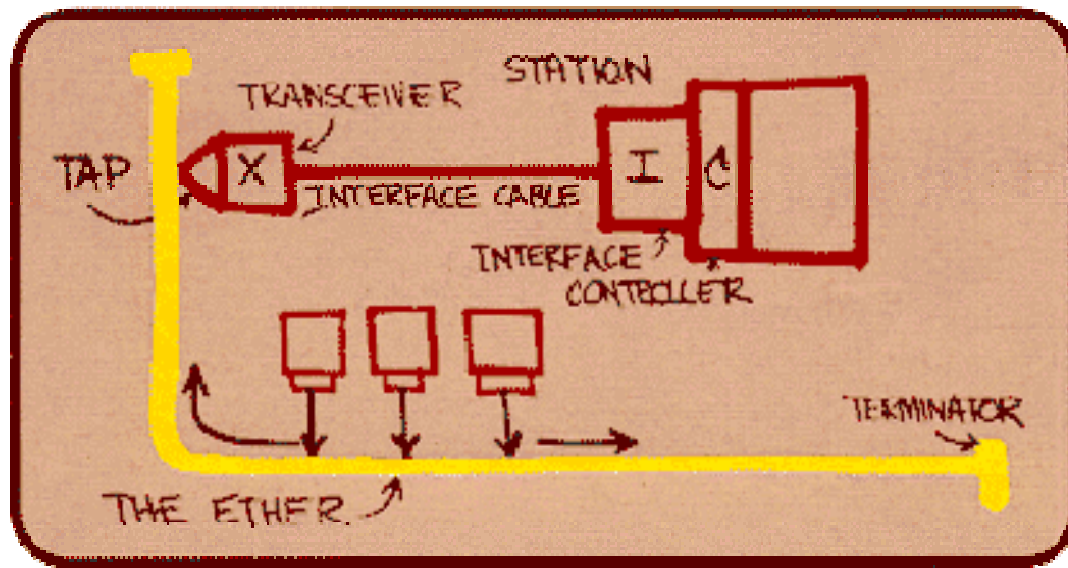 STATION
TRANSCEIVER
TAP
X
I
C
INTERFACE CABLE
INTERFACE
CONTROLLER
TERMINATOR
THE ETHER